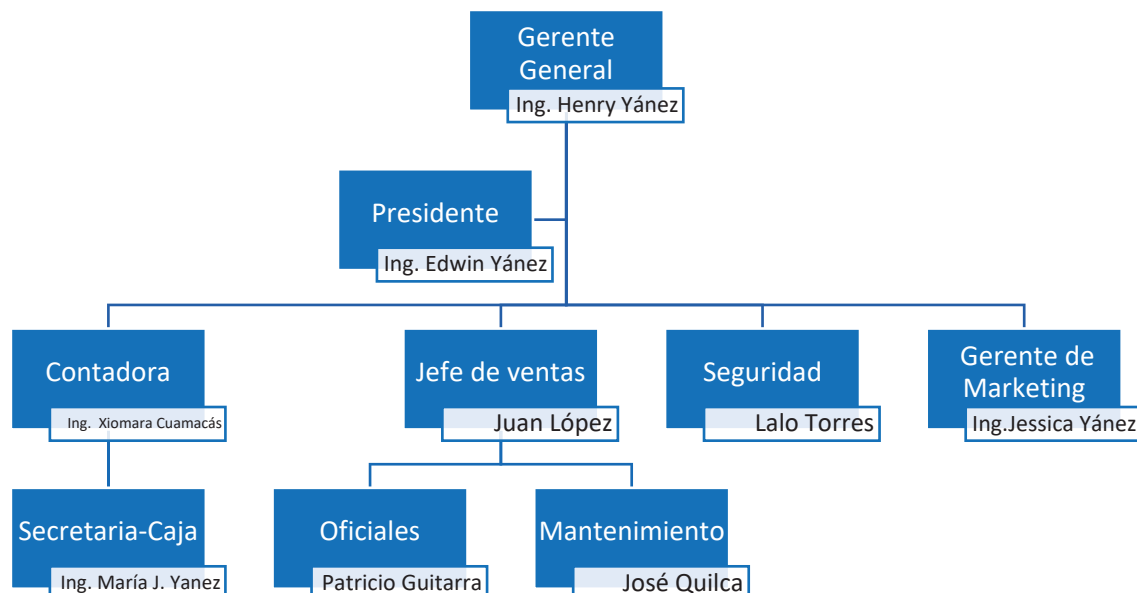 Gerente
General
Ing. Henry Yánez
Presidente
Ing. Edwin Yánez
Contadora
Ing. Xiomara Cuamacás
Jefe de ventas
Juan López
Seguridad
Lalo Torres
Gerente de
Marketing
Ing.Jessica Yánez
Secretaria-Caja
Ing. María J. Yanez
Oficiales
Patricio Guitarra
Mantenimiento
José Quilca